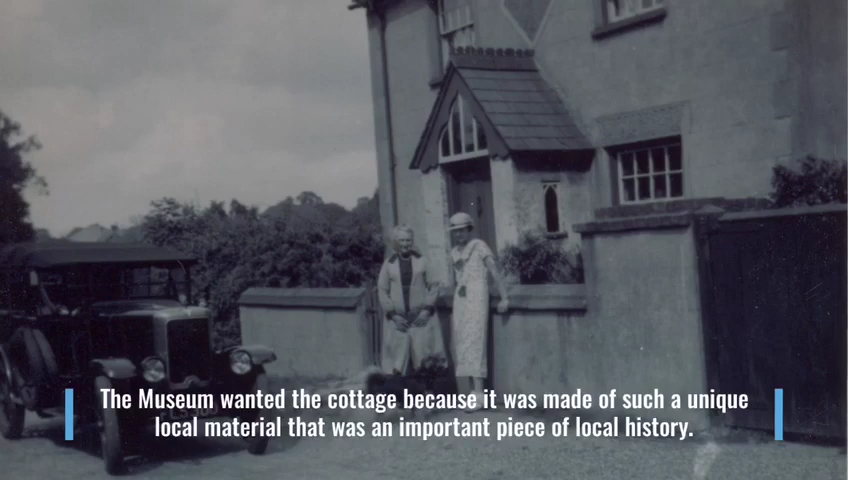 The Museum wanted the cottage because it was made of such a unique
local material that was an important piece of local history.